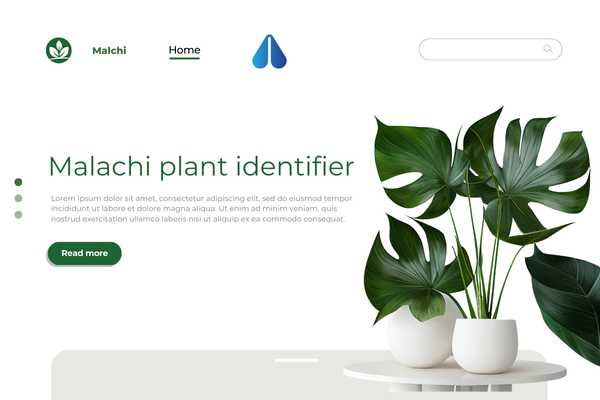 Malchi
Home
Malachi plant identifier
Lorem ipsum dolor sit amet, consectetur adipiscing elit, sed do eiusmod tempor
incididunt ut labore et dolore magna aliqua. Ut enim ad minim veniam, quis
nostrud exercitation ullamco laboris nisi ut aliquip ex ea commodo consequat.
Read more